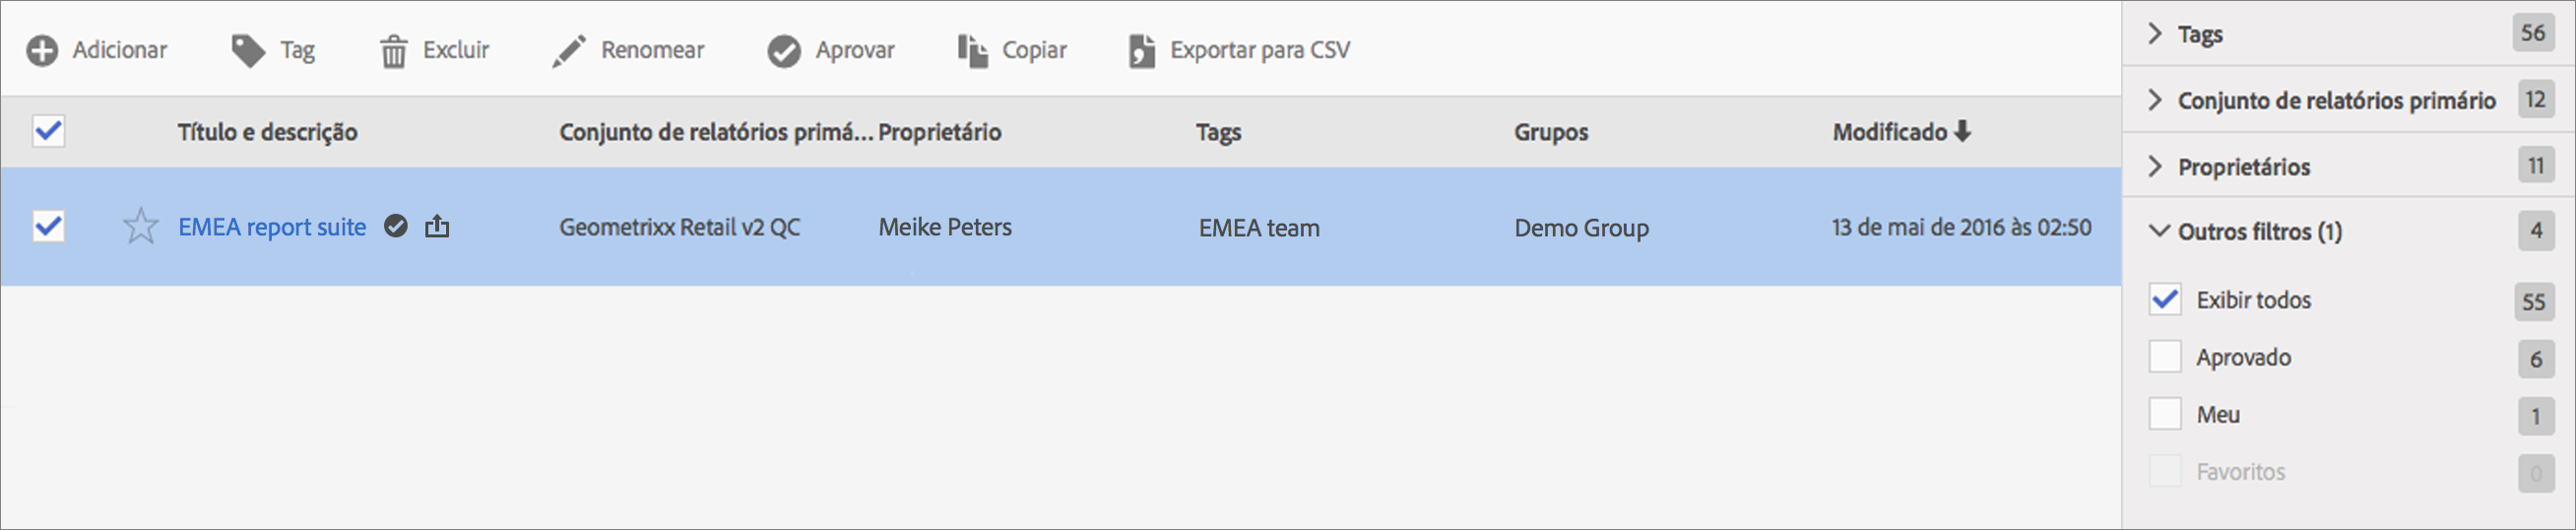 Adicionar Tag Excluir Renomear Aprovar Copiar Exportar para CSV
Título e descrição Conjunto de relatórios primá... Proprietário Tags Grupos Modificado
EMEA report suite Geometrixx Retail v2 QC Meike Peters EMEA team Demo Group 13 de mai de 2016 às 02:50
Tags 56
Conjunto de relatórios primário 12
Proprietários 11
Outros filtros (1) 4
Exibir todos 55
Aprovado 6
Meu 1
Favoritos 0